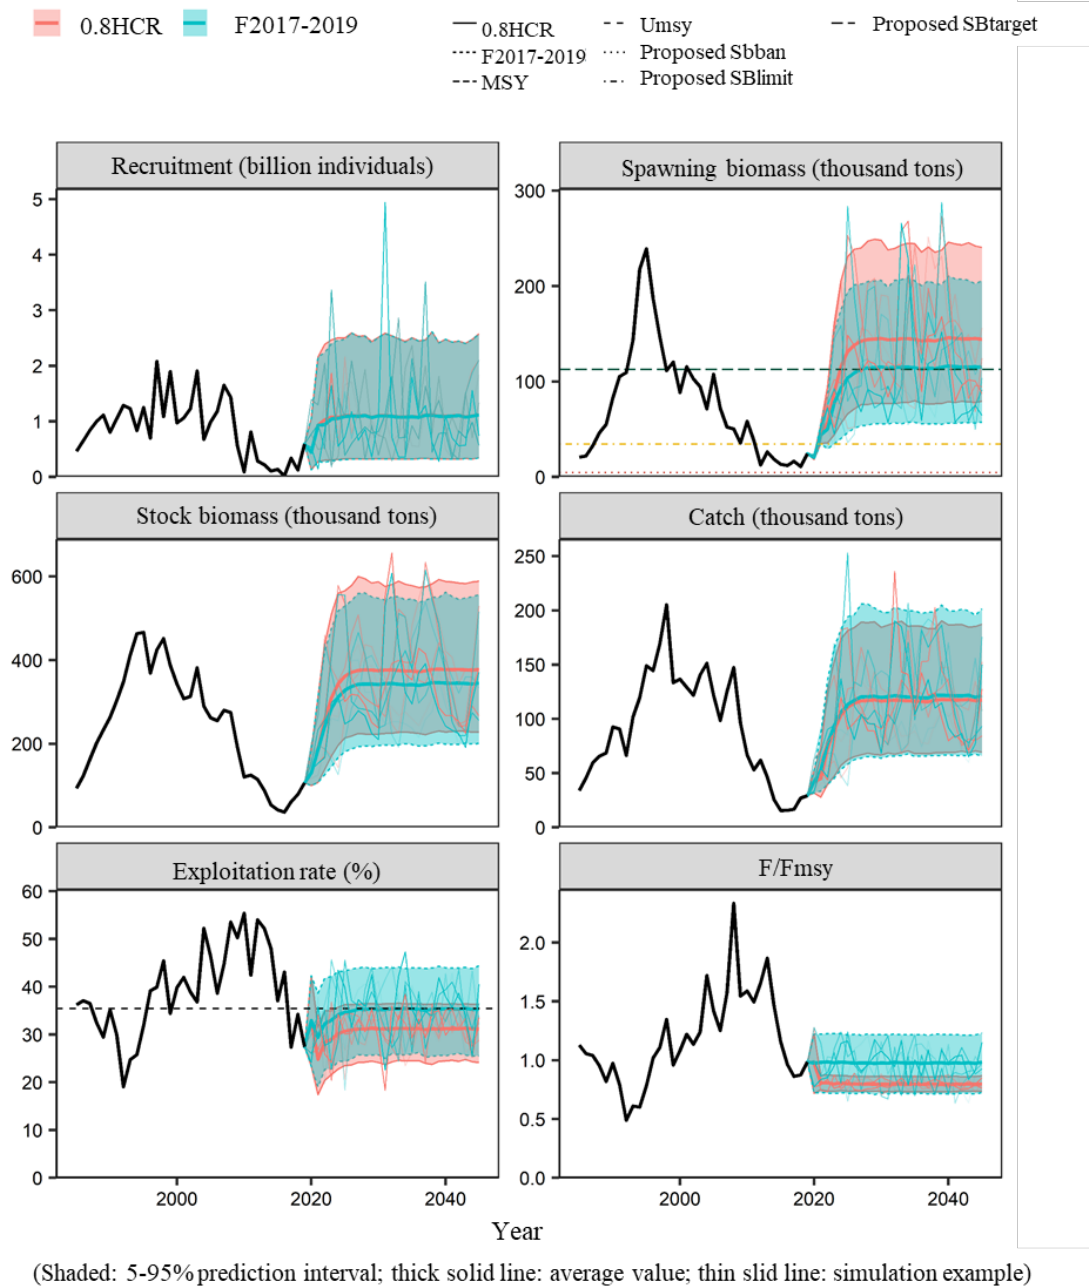 0.8HCR F2017-2019
0.8HCR
F2017-2019
MSY
Umsy
Proposed Sbban
Proposed SBlimit
Proposed SBtarget
Recruitment (billion individuals)
5
4
3
2
1
0
Spawning biomass (thousand tons)
300
200
100
0
Stock biomass (thousand tons)
600
400
200
0
Catch (thousand tons)
250
200
150
100
50
0
Exploitation rate (%)
60
50
40
30
20
10
0
2000 2020 2040
F/Fmsy
2.0
1.5
1.0
0.5
0.0
2000 2020 2040
Year
(Shaded: 5-95% prediction interval; thick solid line: average value; thin slid line: simulation example)